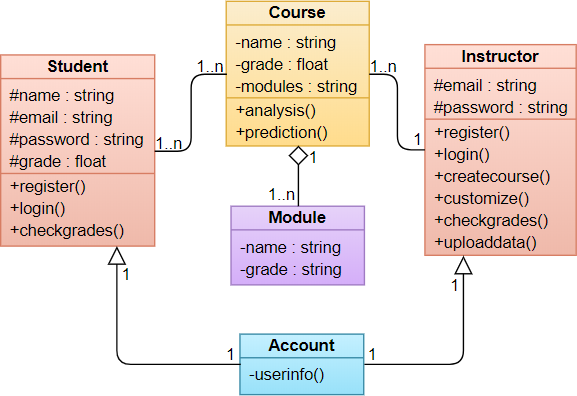 Course
-name : string
-grade : float
-modules : string
+analysis()
+prediction()
Student
#name : string
#email : string
#password : string
#grade : float
+register()
+login()
+checkgrades()
Instructor
#email : string
#password : string
+register()
+login()
+createcourse()
+customize()
+checkgrades()
+uploaddata()
1..n
1..n
1..n
1
1
1..n
Module
-name : string
-grade : string
1
1
Account
-userinfo()
1
1